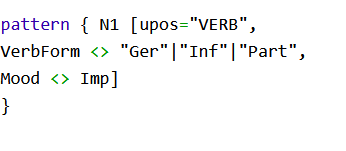 pattern { N1 [upos="VERB",
VerbForm <> "Ger"|"Inf"|"Part",
Mood <> Imp]
}